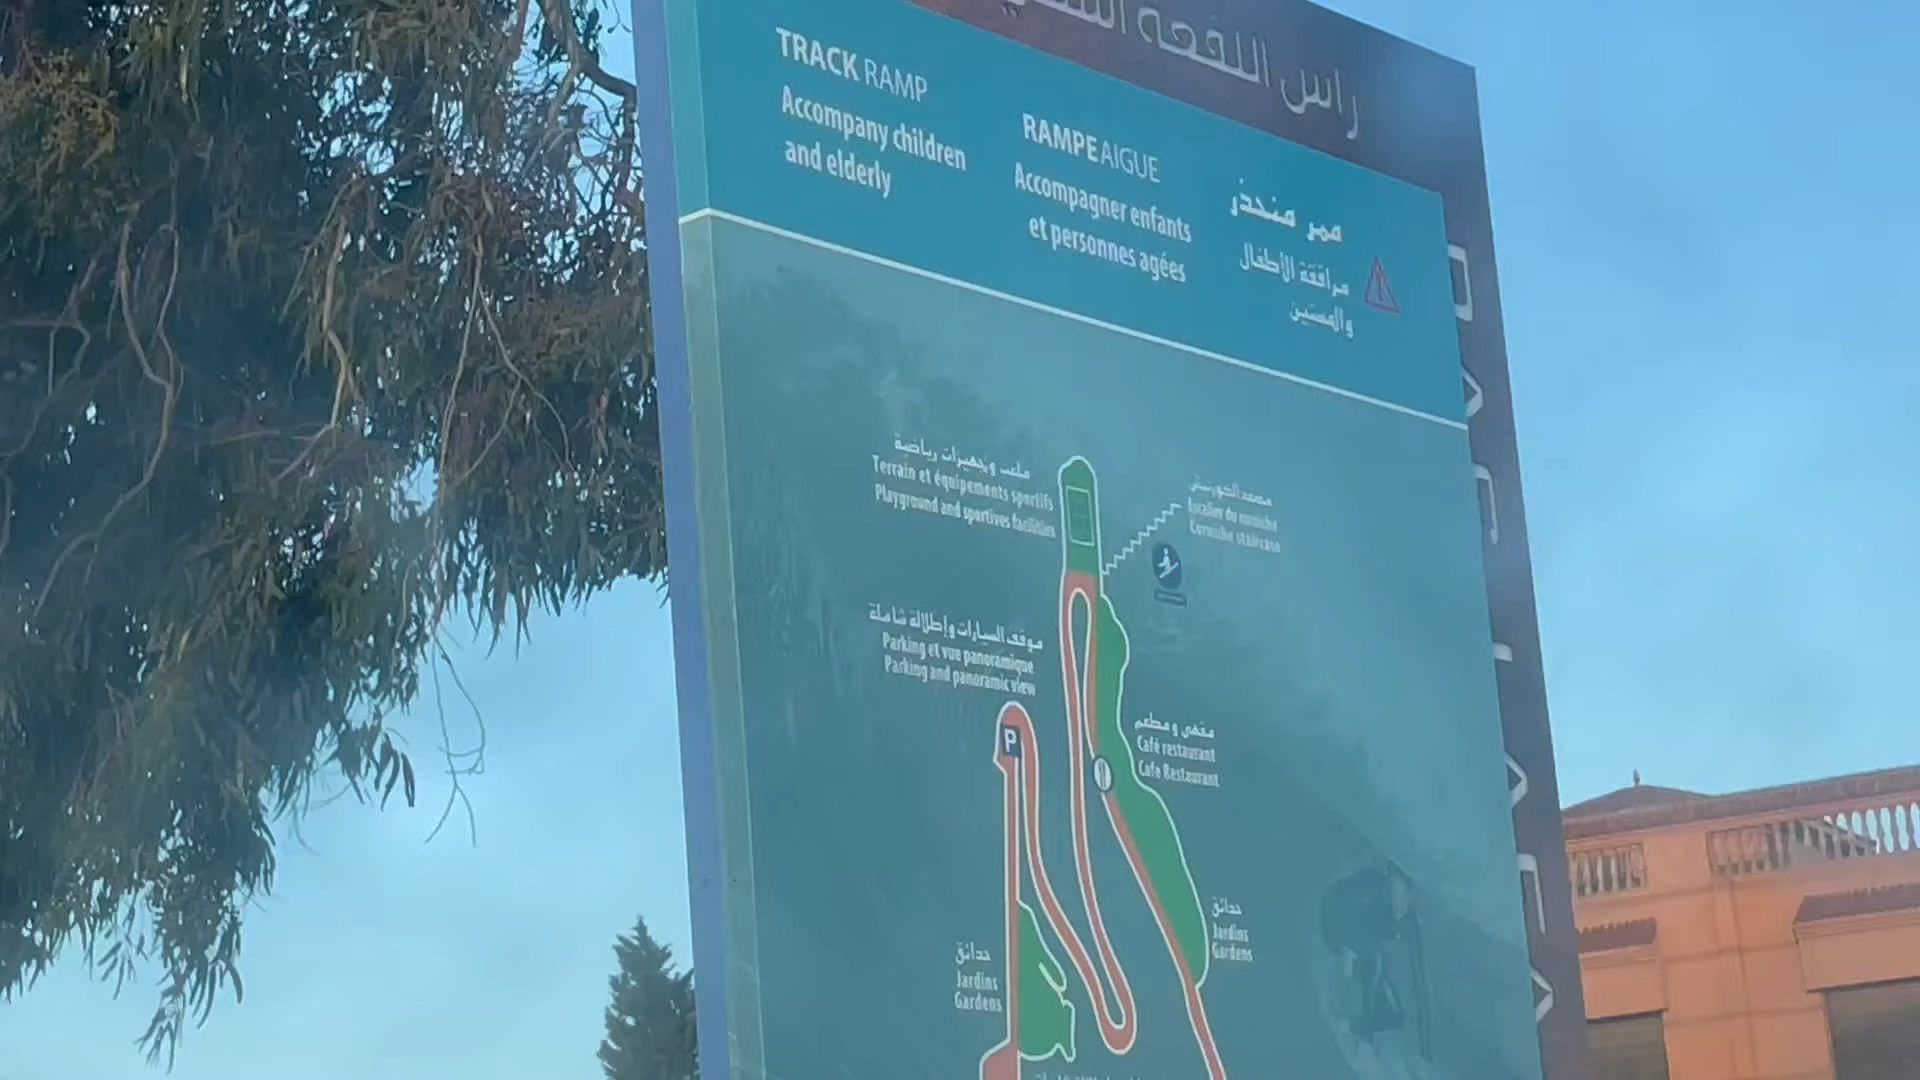 راس اللفعة
TRACK RAMP
Accompany children
and elderly
RAMPE AIGUE
Accompagner enfants
et personnes agées
ممر منحدر
مرافقة الأطفال
والمسنين
ملعب وتجهيزات رياضية
Terrain et équipements sportifs
Playground and sportives facilities
مصعد الكورنيش
Escalier du corniche
Corniche staircase
موقف السيارات وإطلالة شاملة
Parking et vue panoramique
Parking and panoramic view
P
مقهى ومطعم
Café restaurant
Cafe Restaurant
حدائق
Jardins
Gardens
حدائق
Jardins
Gardens